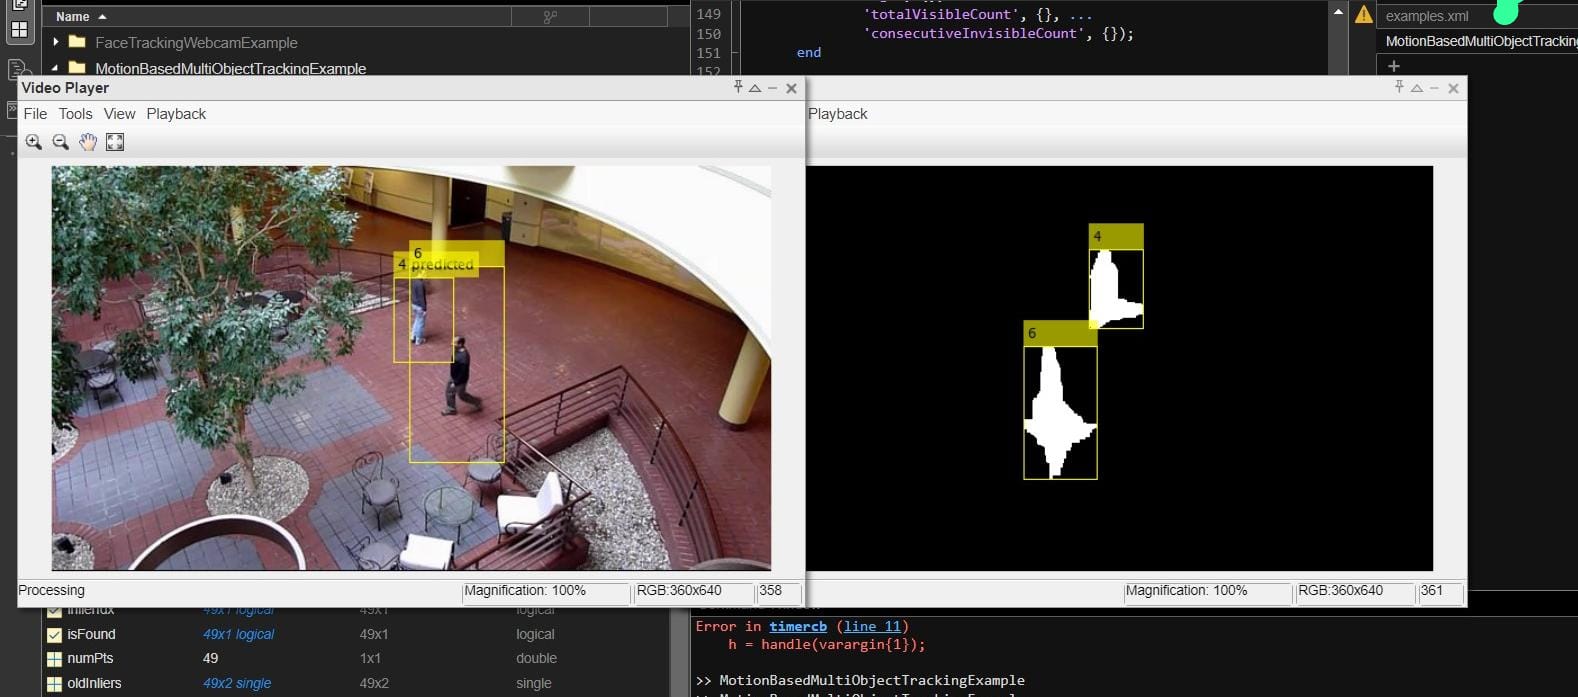 Name
149
'totalVisibleCount', {}, ...
examples.xml
150
'consecutiveInvisibleCount', {});
FaceTrackingWebcamExample
MotionBasedMultiObjectTracking
151
end
MotionBasedMultiObjectTrackingExample
152
Video Player
File Tools View Playback
Playback
6
4 predicted
4
6
Processing
Magnification: 100%
RGB:360x640
358
Magnification: 100%
RGB:360x640
361
49x1 logical
49x1
logical
isFound
49x1 logical
49x1
logical
numPts
49
1x1
double
oldInliers
49x2 single
49x2
single
Error in timercb (line 11)
h = handle(varargin{1});
>> MotionBasedMultiObjectTrackingExample